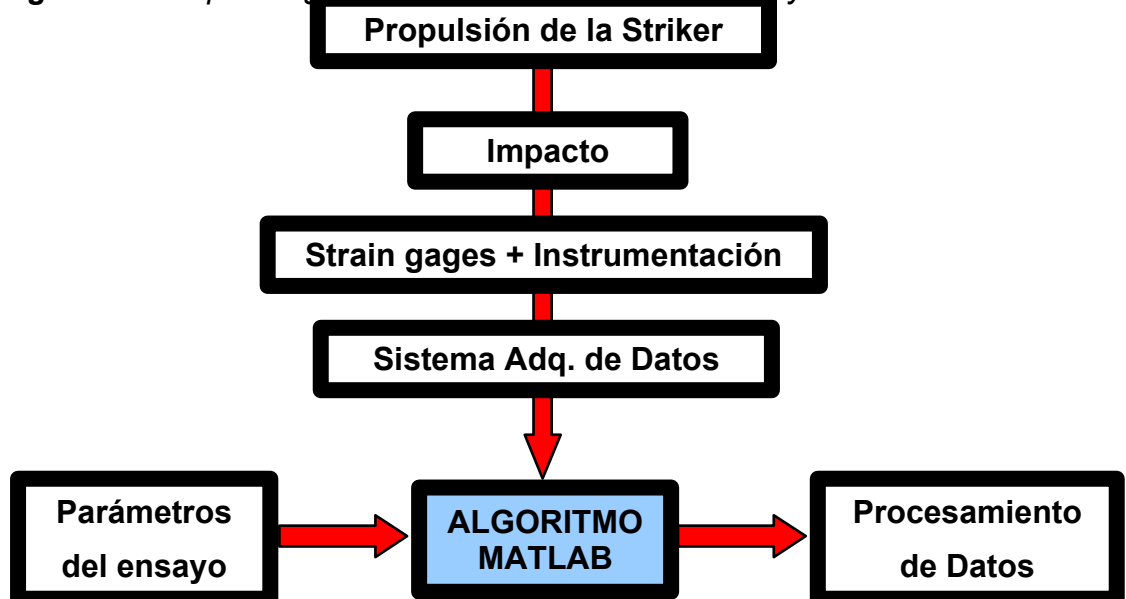 Propulsión de la Striker
Impacto
Strain gages + Instrumentación
Sistema Adq. de Datos
Parámetros
del ensayo
ALGORITMO
MATLAB
Procesamiento
de Datos